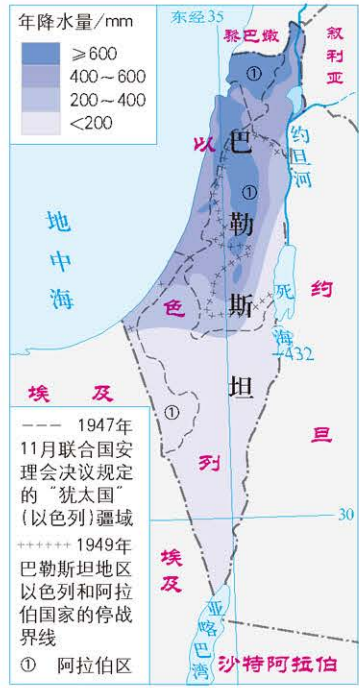 年降水量/mm
≥600
400～600
200～400
<200
东经35
黎巴嫩
叙利亚
①
以
巴
约旦河
①
勒
地中海
色
斯
死海
-432
约
埃及
坦
①
列
旦
30
埃及
亚喀巴湾
沙特阿拉伯
--- 1947年
11月联合国安
理会决议规定
的“犹太国”
(以色列)疆域
++++++ 1949年
巴勒斯坦地区
以色列和阿拉
伯国家的停战
界线
① 阿拉伯区